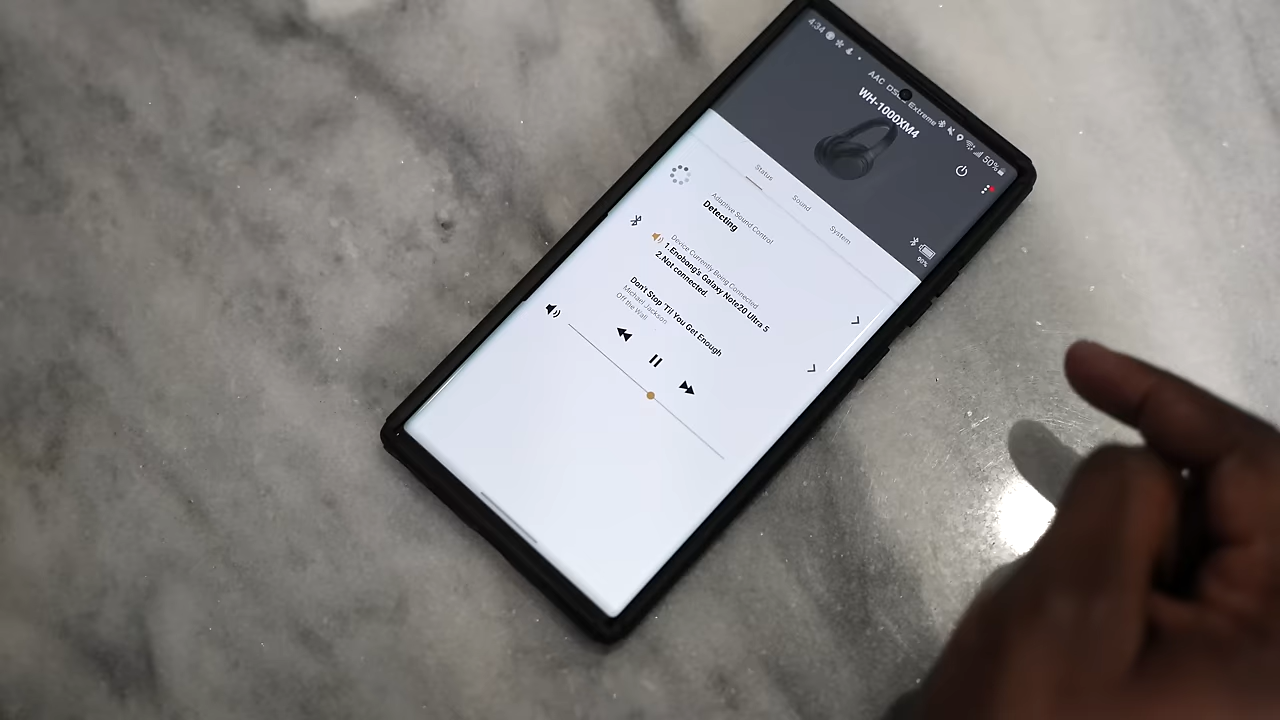 4:34
50%
AAC DSEE Extreme
WH-1000XM4
90%
Status
Sound
System
Adaptive Sound Control
Detecting
Device Currently Being Connected
1.Enobong's Galaxy Note20 Ultra 5
2.Not connected.
Don't Stop 'Til You Get Enough
Michael Jackson
Off the Wall